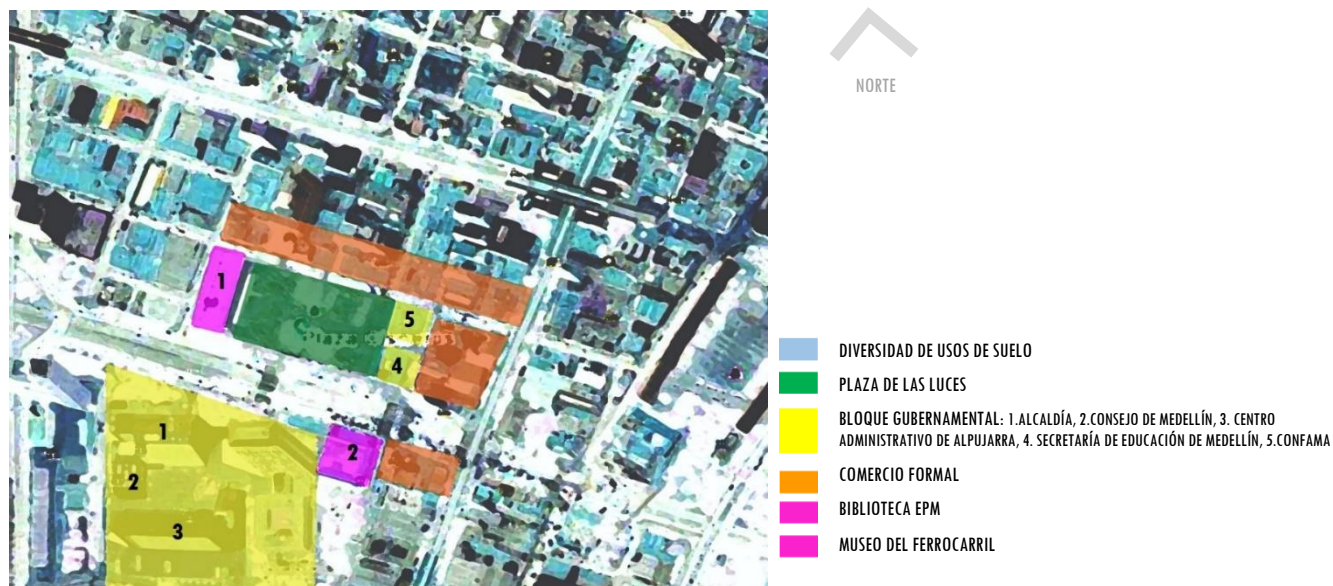 NORTE
1
5
4
1
2
2
3
DIVERSIDAD DE USOS DE SUELO
PLAZA DE LAS LUCES
BLOQUE GUBERNAMENTAL: 1.ALCALDÍA, 2.CONSEJO DE MEDELLÍN, 3. CENTRO
ADMINISTRATIVO DE ALPUJARRA, 4. SECRETARÍA DE EDUCACIÓN DE MEDELLÍN, 5.CONFAMA
COMERCIO FORMAL
BIBLIOTECA EPM
MUSEO DEL FERROCARRIL